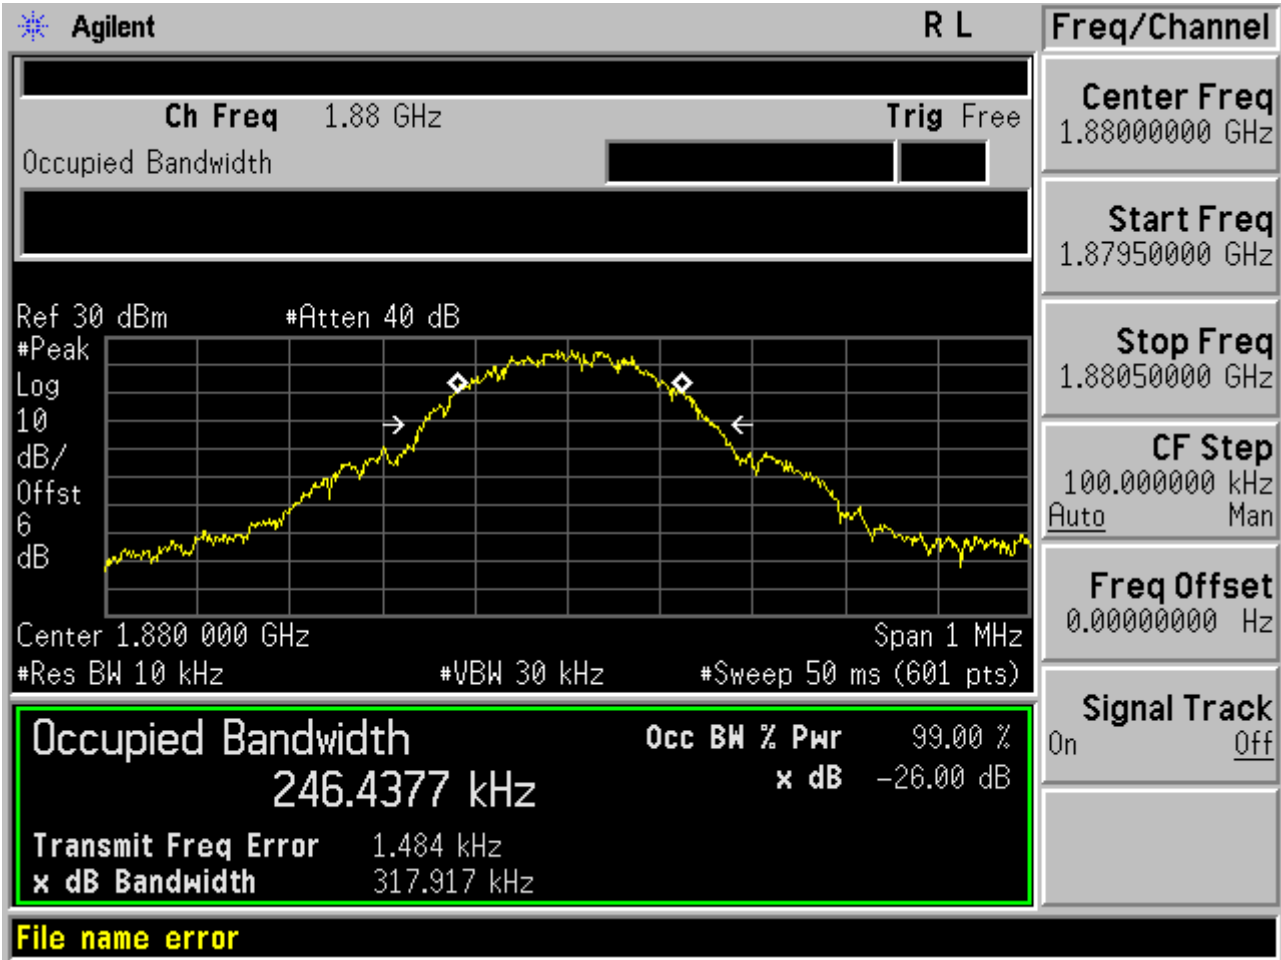 Agilent R L Freq/Channel
Ch Freq 1.88 GHz Trig Free
Occupied Bandwidth
Center Freq
1.88000000 GHz
Start Freq
1.87950000 GHz
Stop Freq
1.88050000 GHz
CF Step
100.000000 kHz
Auto Man
Freq Offset
0.00000000 Hz
Signal Track
On Off
Ref 30 dBm #Atten 40 dB
#Peak
Log
10
dB/
Offst
6
dB
Center 1.880 000 GHz Span 1 MHz
#Res BW 10 kHz #VBW 30 kHz #Sweep 50 ms (601 pts)
Occupied Bandwidth Occ BW % Pwr 99.00 %
246.4377 kHz x dB -26.00 dB
Transmit Freq Error 1.484 kHz
x dB Bandwidth 317.917 kHz
File name error